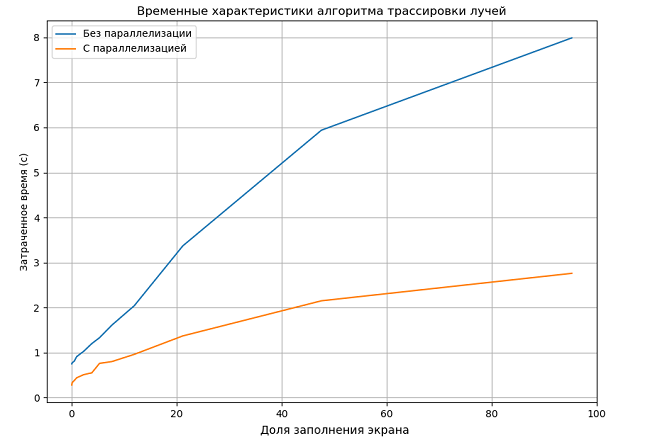 Временные характеристики алгоритма трассировки лучей
Без параллелизации
С параллелизацией
8
7
6
5
4
3
2
1
0
Затраченное время (с)
0 20 40 60 80 100
Доля заполнения экрана